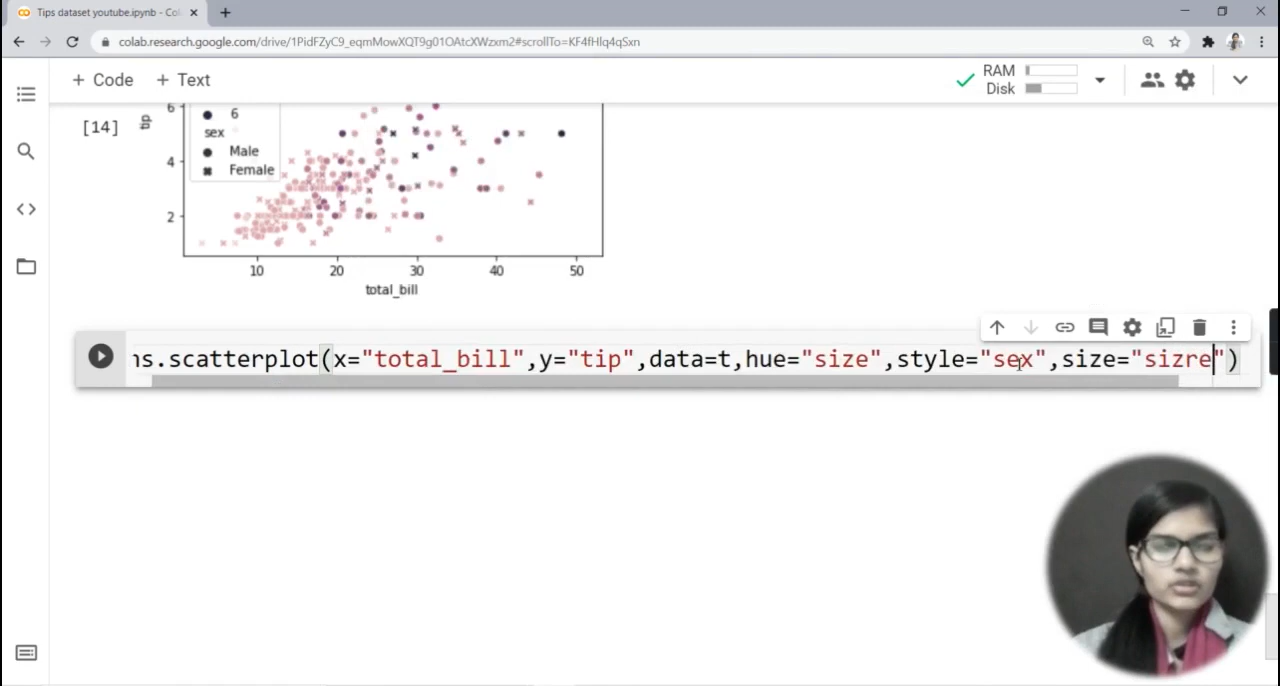 Tips dataset youtube.ipynb - Col
colab.research.google.com/drive/1PidFZyC9_eqmMowXQT9g01OAtcXWzxm2#scrollTo=KF4fHlq4qSxn
+ Code + Text
RAM
Disk
[14]
tip
6
4
2
6
sex
Male
Female
10 20 30 40 50
total_bill
ns.scatterplot(x="total_bill",y="tip",data=t,hue="size",style="sex",size="sizre")